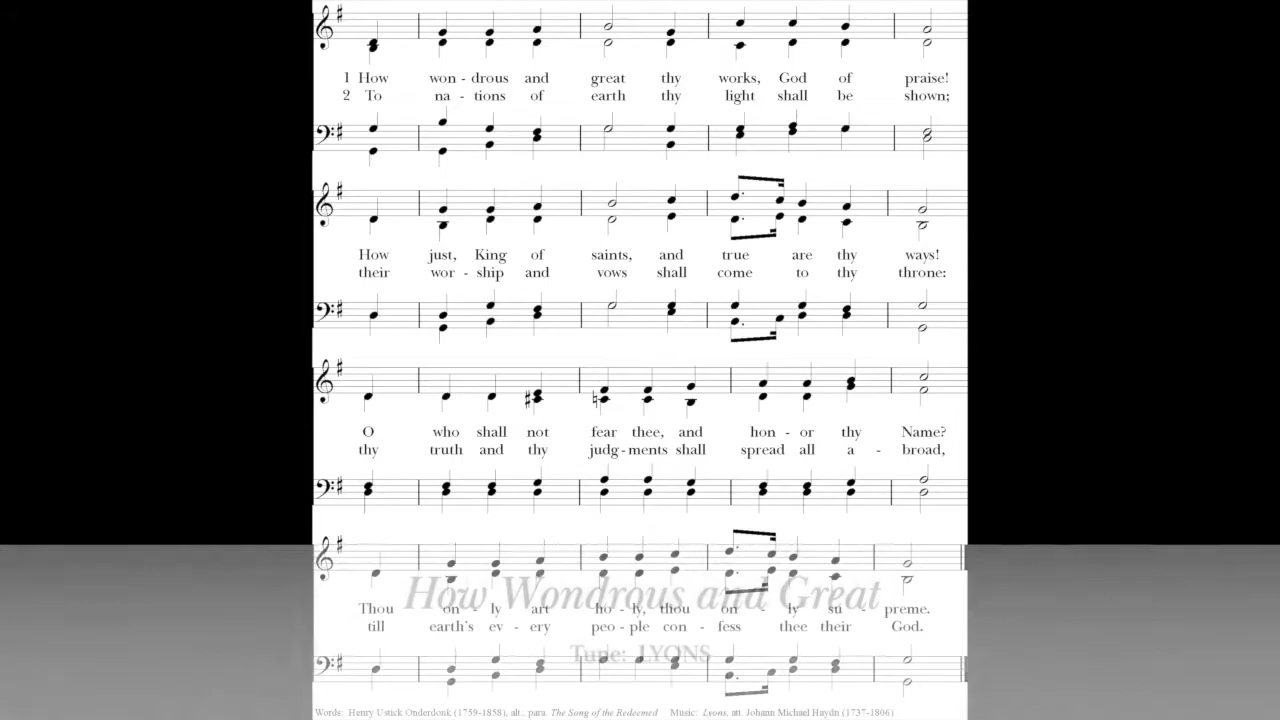 1 How won - drous and great thy works, God of praise!
2 To na - tions of earth thy light shall be shown;
How just, King of saints, and true are thy ways!
their wor - ship and vows shall come to thy throne:
O who shall not fear thee, and hon - or thy Name?
thy truth and thy judg - ments shall spread all a - broad,
How Wondrous and Great
Thou on - ly art ho - ly, thou on - ly su - preme.
till earth's ev - ery peo - ple con - fess thee their God.
Tune: LYONS
Words: Henry Ustick Onderdonk (1759-1858), alt., para. The Song of the Redeemed Music: Lyons, att. Johann Michael Haydn (1737-1806)